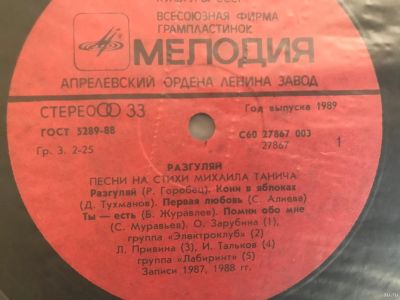 КУЛЬТУРЫ СССР
ВСЕСОЮЗНАЯ ФИРМА
ГРАМПЛАСТИНОК
МЕЛОДИЯ
АПРЕЛЕВСКИЙ ОРДЕНА ЛЕНИНА ЗАВОД
СТЕРЕО 33
Год выпуска 1989
ГОСТ 5289-88
С60 27867 003
Гр. 3. 2-25
27867
1
РАЗГУЛЯЙ
ПЕСНИ НА СТИХИ МИХАИЛА ТАНИЧА
Разгуляй (Р. Горобец). Кони в яблоках
(Д. Тухманов). Первая любовь (С. Алиева)
Ты — есть (Б. Журавлев). Помни обо мне
(С. Муравьев). О. Зарубина (1),
группа "Электроклуб" (2)
Л. Привина (3), И. Тальков (4)
группа «Лабиринт» (5)
Записи 1987, 1988 гг.